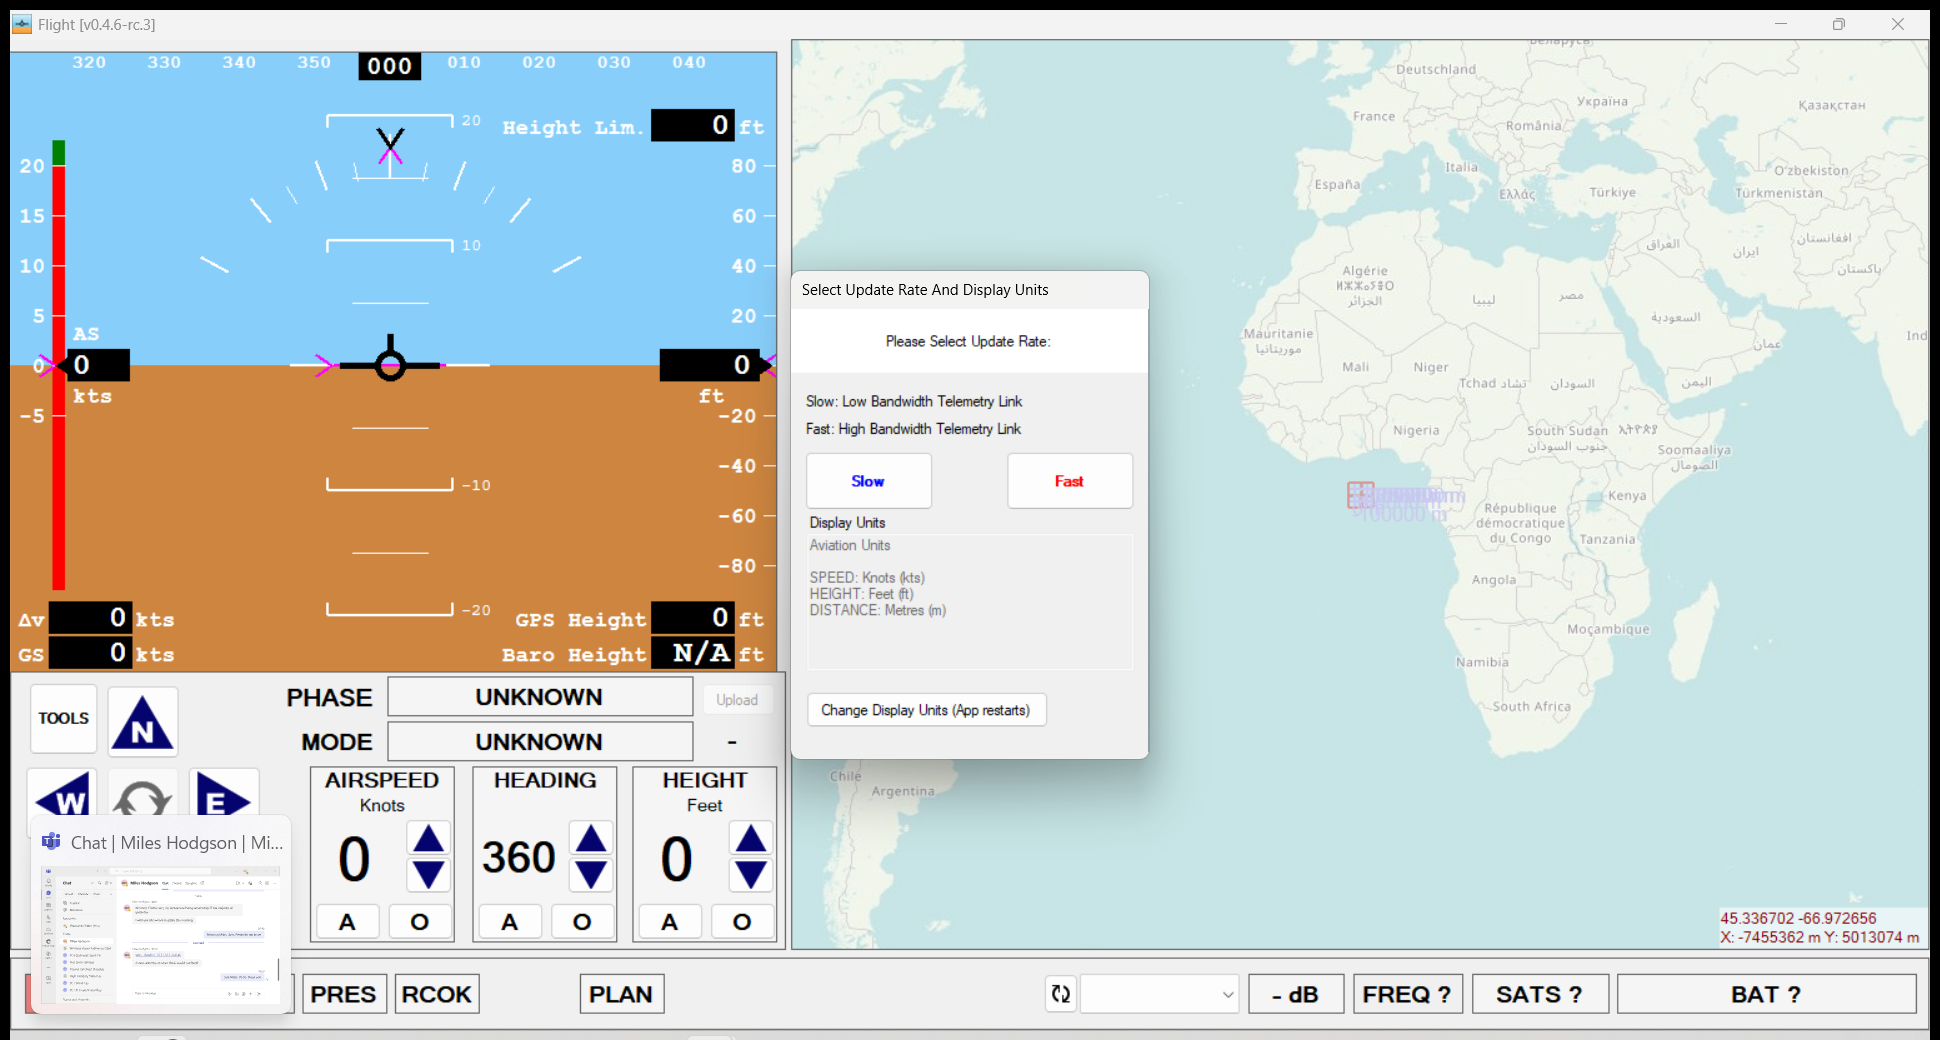 Flight [v0.4.6-rc.3]
320 330 340 350 000 010 020 030 040
20
Height Lim. 0 ft
20 15 10 5 0 -5
AS
0
kts
10
-10
-20
80 60 40 20
0
ft
-20 -40 -60 -80
Δv 0 kts
GS 0 kts
GPS Height 0 ft
Baro Height N/A ft
TOOLS
N
W
E
PHASE UNKNOWN Upload
MODE UNKNOWN -
AIRSPEED
Knots
0
A O
HEADING
360
A O
HEIGHT
Feet
0
A O
Chat | Miles Hodgson | Mi...
PRES RCOK PLAN
- dB FREQ ? SATS ? BAT ?
Select Update Rate And Display Units
Please Select Update Rate:
Slow: Low Bandwidth Telemetry Link
Fast: High Bandwidth Telemetry Link
Slow Fast
Display Units
Aviation Units
SPEED: Knots (kts)
HEIGHT: Feet (ft)
DISTANCE: Metres (m)
Change Display Units (App restarts)
Беларусь
Deutschland
Україна
Қазақстан
France
România
Italia
O'zbekiston
España
Ελλάς
Türkiye
Türkmenistan
العراق
ایران
افغانستان
پاکستان
Algérie
ⵍⵣⵣⴰⵢⴻⵔ
الجزائر
ليبيا
مصر
السعودية
عمان
Ind
Mauritanie
موريتانيا
Mali
Niger
Tchad تشاد
السودان
اليمن
Nigeria
South Sudan
جنوب السودان
ኢትዮጵያ
Soomaaliya
الصومال
100000 m
République
démocratique
du Congo
Kenya
Tanzania
Angola
Moçambique
Namibia
South Africa
Chile
Argentina
45.336702 -66.972656
X: -7455362 m Y: 5013074 m